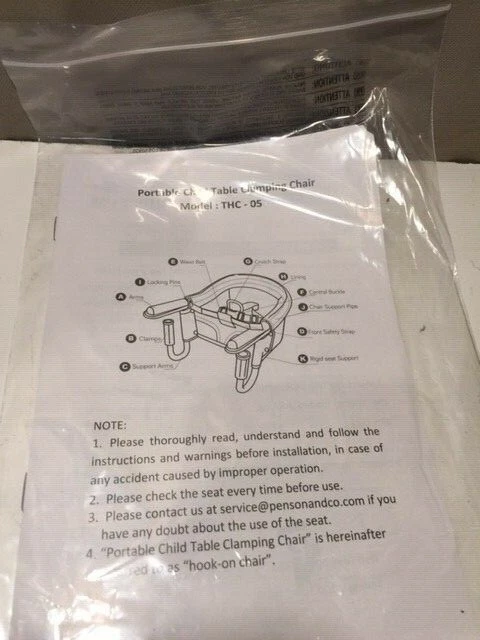 ATTENTION:
ATTENTION:
Portable Child Table Clamping Chair
Model : THC - 05
E Waist Belt
G Crutch Strap
H Lining
I Locking Pins
F Central Buckle
A Arms
J Chair Support Pipe
D Front Safety Strap
B Clamps
K Rigid seat Support
C Support Arms
NOTE:
1. Please thoroughly read, understand and follow the
instructions and warnings before installation, in case of
any accident caused by improper operation.
2. Please check the seat every time before use.
3. Please contact us at service@pensonandco.com if you
have any doubt about the use of the seat.
4. “Portable Child Table Clamping Chair” is hereinafter
to as “hook-on chair”.